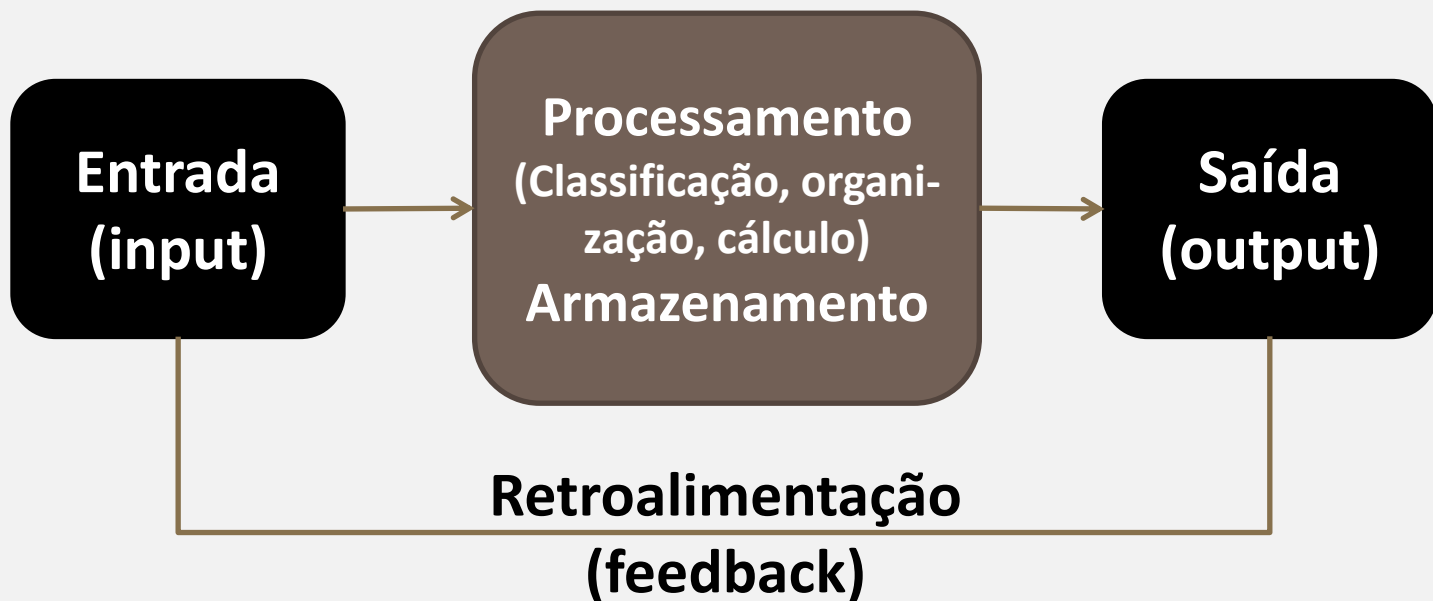 Entrada
(input)
Processamento
(Classificação, organi-
zação, cálculo)
Armazenamento
Saída
(output)
Retroalimentação
(feedback)